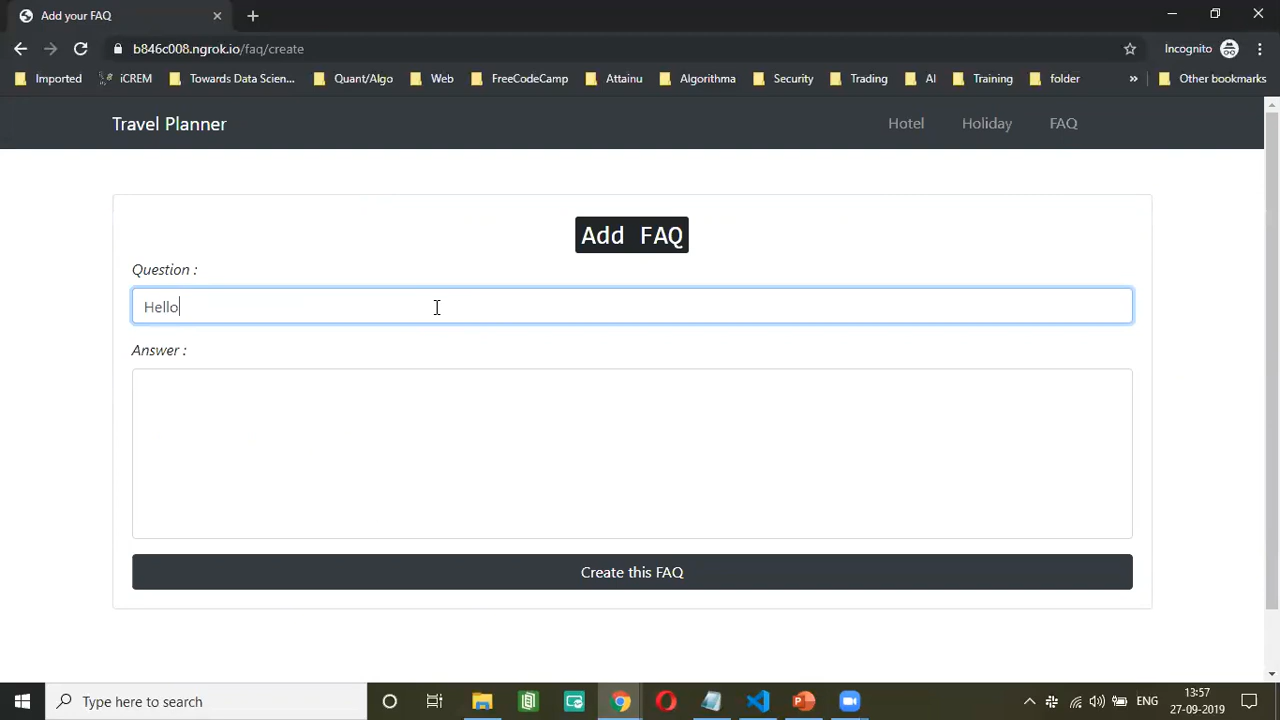 Add your FAQ
b846c008.ngrok.io/faq/create
Incognito
Imported
iCREM
Towards Data Scien...
Quant/Algo
Web
FreeCodeCamp
Attainu
Algorithma
Security
Trading
AI
Training
folder
»
Other bookmarks
Travel Planner
Hotel
Holiday
FAQ
Add FAQ
Question :
Hello
Answer :
Create this FAQ
Type here to search
ENG
13:57
27-09-2019